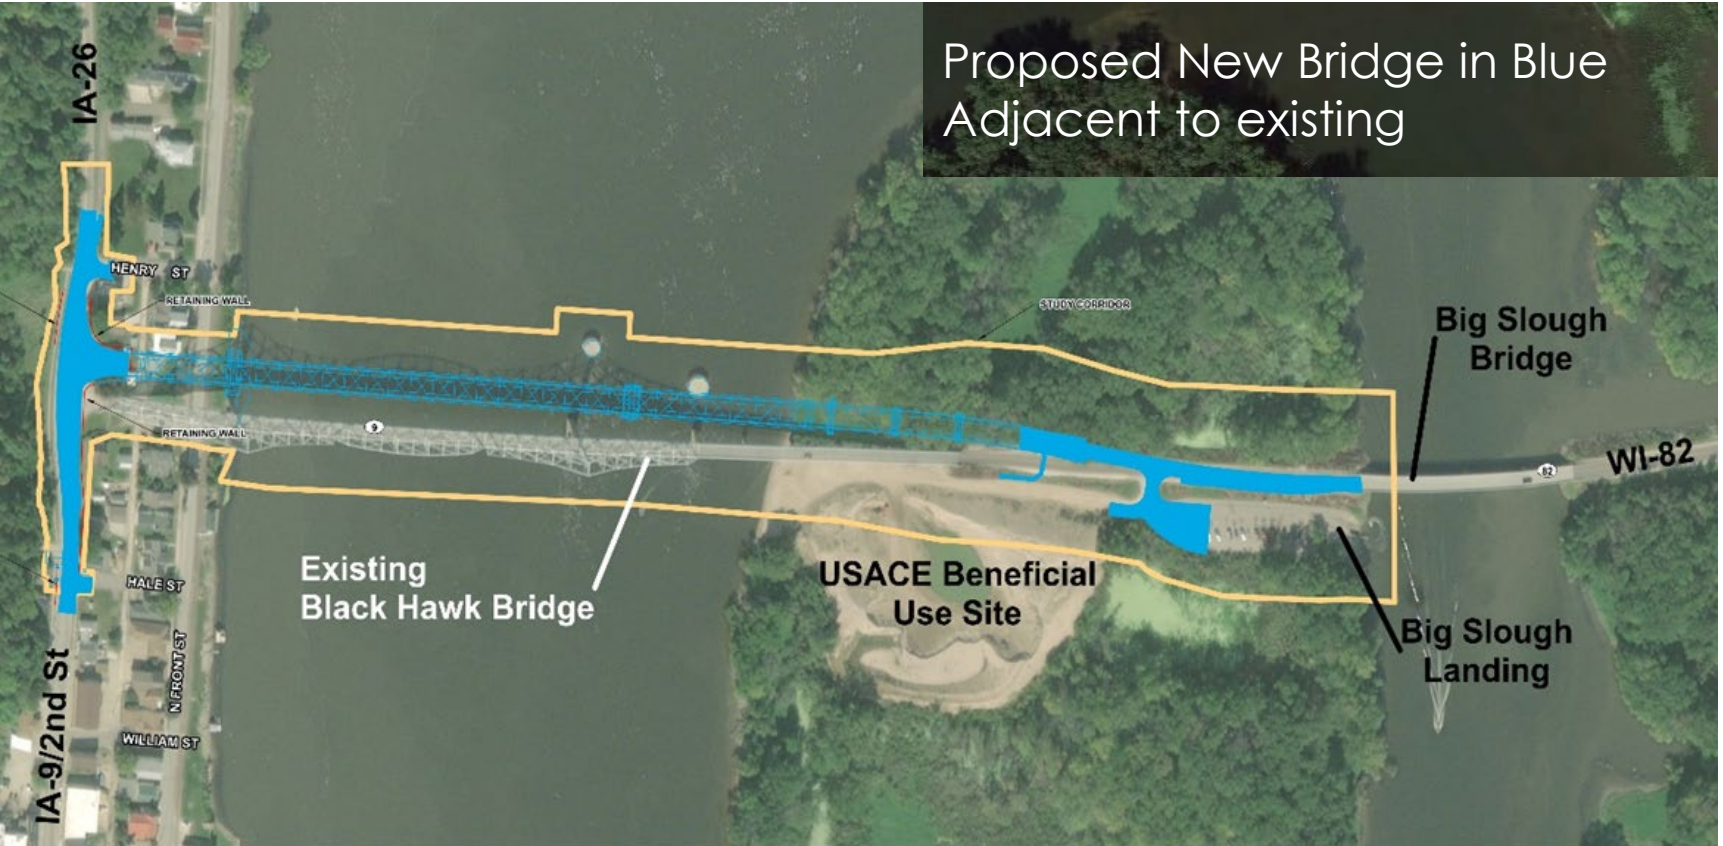 Proposed New Bridge in Blue
Adjacent to existing
IA-26
HENRY ST
RETAINING WALL
STUDY CORRIDOR
Big Slough
Bridge
9
RETAINING WALL
82
WI-82
Existing
Black Hawk Bridge
USACE Beneficial
Use Site
HALE ST
Big Slough
Landing
N FRONT ST
IA-9/2nd St
WILLIAM ST